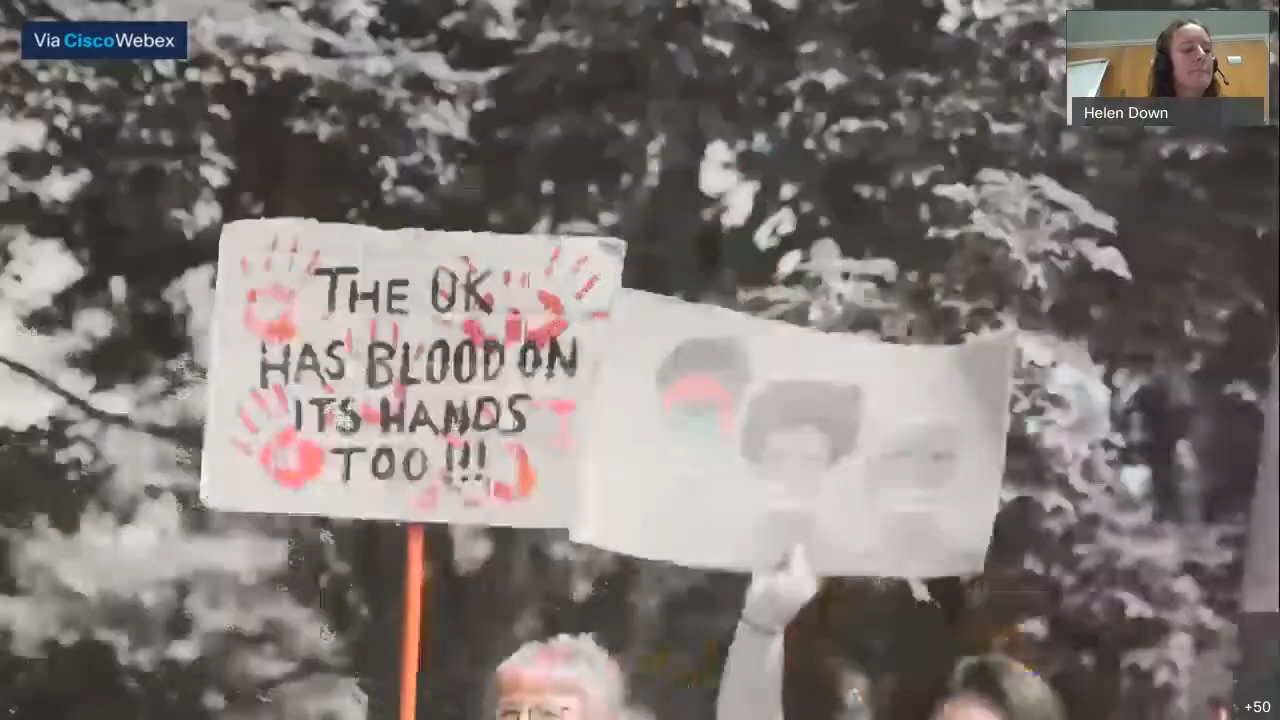 Via CiscoWebex
Helen Down
THE UK
HAS BLOOD ON
ITS HANDS
TOO !!!
+50